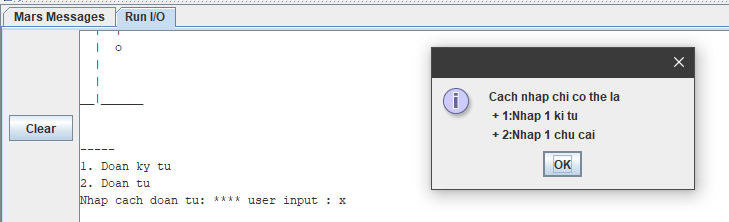 Mars Messages
Run I/O
o
Clear
-----
1. Doan ky tu
2. Doan tu
Nhap cach doan tu: **** user input : x
Cach nhap chi co the la
+ 1:Nhap 1 ki tu
+ 2:Nhap 1 chu cai
OK